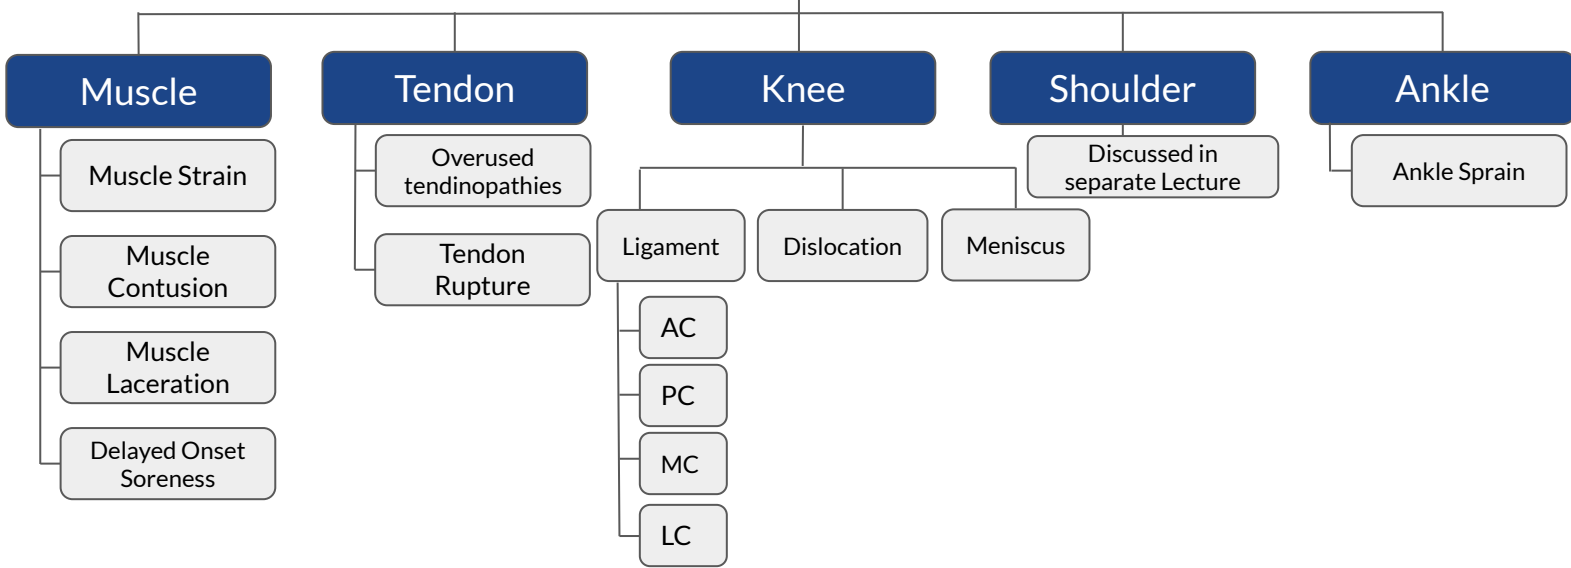 Muscle
Tendon
Knee
Shoulder
Ankle
Muscle Strain
Muscle
Contusion
Muscle
Laceration
Delayed Onset
Soreness
Overused
tendinopathies
Tendon
Rupture
Ligament
Dislocation
Meniscus
AC
PC
MC
LC
Discussed in
separate Lecture
Ankle Sprain